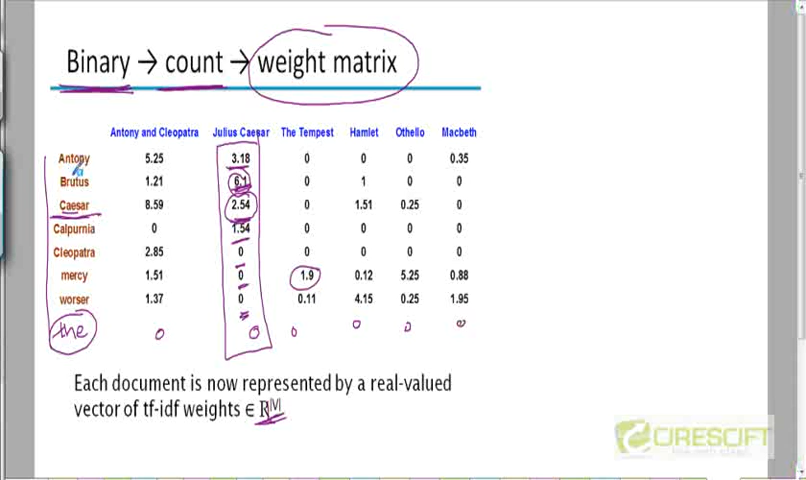 Binary → count → weight matrix
Antony and Cleopatra Julius Caesar The Tempest Hamlet Othello Macbeth
Antony 5.25 3.18 0 0 0 0.35
Brutus 1.21 6.1 0 1 0 0
Caesar 8.59 2.54 0 1.51 0.25 0
Calpurnia 0 1.54 0 0 0 0
Cleopatra 2.85 0 0 0 0 0
mercy 1.51 0 1.9 0.12 5.25 0.88
worser 1.37 0 0.11 4.15 0.25 1.95
the 0 0 0 0 0 0
Each document is now represented by a real-valued
vector of tf-idf weights ∈ R|V|